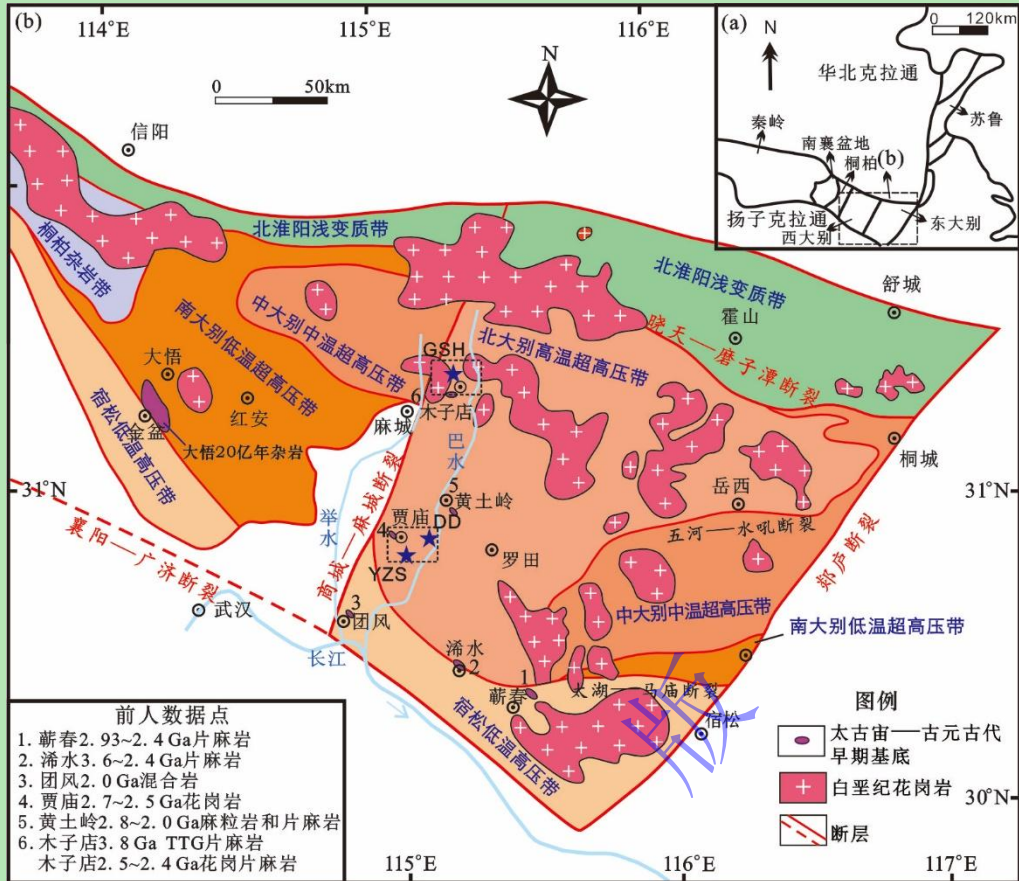 (b)
114°E
115°E
116°E
N
0 50km
(a)
0 120km
N
华北克拉通
苏鲁
秦岭
南襄盆地
桐柏
(b)
扬子克拉通
西大别
东大别
信阳
北淮阳浅变质带
桐柏杂岩带
北淮阳浅变质带
舒城
霍山
晓天——磨子潭断裂
中大别中温超高压带
北大别高温超高压带
南大别低温超高压带
GSH
大悟
红安
金盆
大悟20亿年杂岩
宿松低温高压带
6
木子店
麻城
巴水
桐城
31°N
31°N
举水
商城——麻城断裂
5
黄土岭
岳西
贾庙
4
DD
YZS
罗田
五河——水吼断裂
郯庐断裂
襄阳——广济断裂
武汉
3
团风
中大别中温超高压带
南大别低温超高压带
长江
浠水
2
1
蕲春
太湖——马庙断裂
宿松
宿松低温高压带
版
前人数据点
1. 蕲春2.93~2.4Ga片麻岩
2. 浠水3.6~2.4Ga片麻岩
3. 团风2.0Ga混合岩
4. 贾庙2.7~2.5Ga花岗岩
5. 黄土岭2.8~2.0Ga麻粒岩和片麻岩
6. 木子店3.8Ga TTG片麻岩
木子店2.5~2.4Ga花岗片麻岩
图例
太古宙——古元古代
早期基底
白垩纪花岗岩
断层
30°N
115°E
116°E
117°E